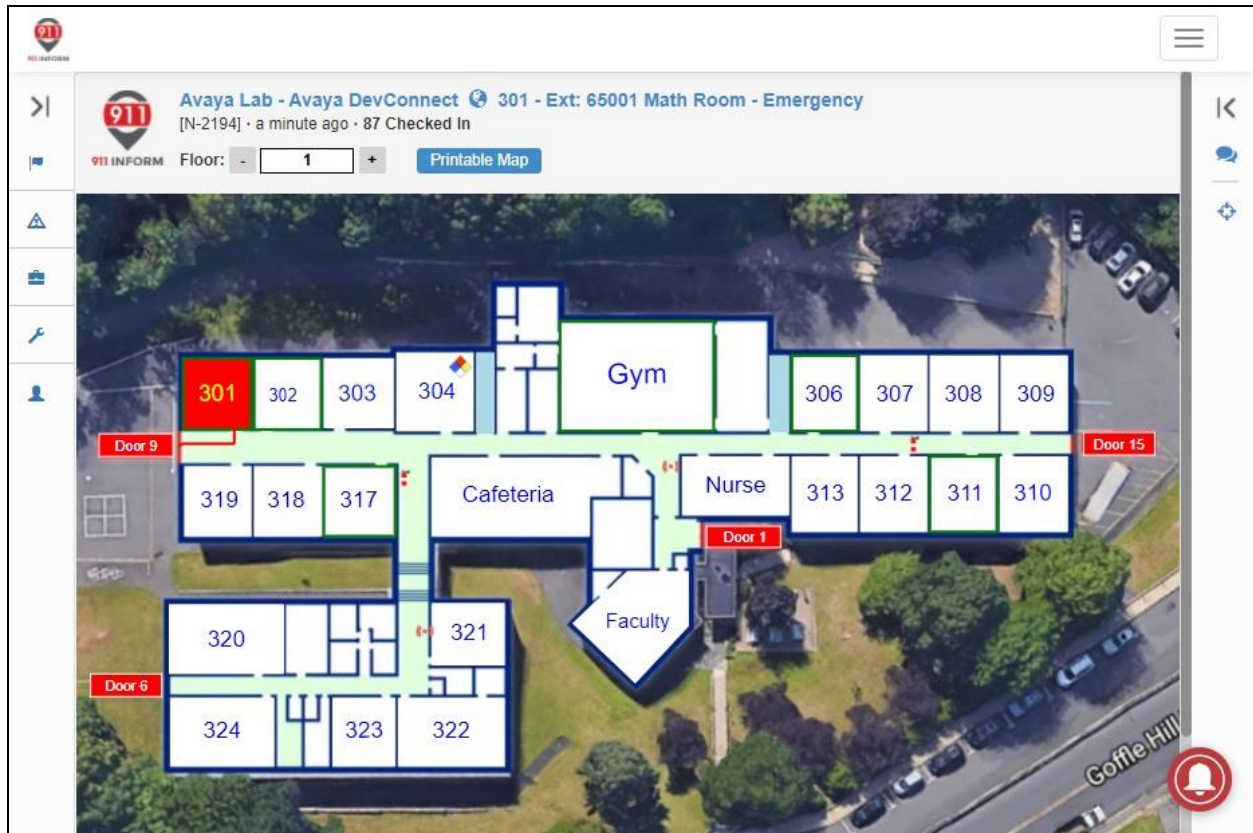 911
911 INFORM
911
911 INFORM
Avaya Lab - Avaya DevConnect 301 - Ext: 65001 Math Room - Emergency
[N-2194] · a minute ago · 87 Checked In
Floor: - 1 + Printable Map
301 302 303 304 Gym 306 307 308 309
Door 9 Door 15
319 318 317 Cafeteria Nurse 313 312 311 310
Door 1
320 321 Faculty
Door 6
324 323 322
Goffle Hill